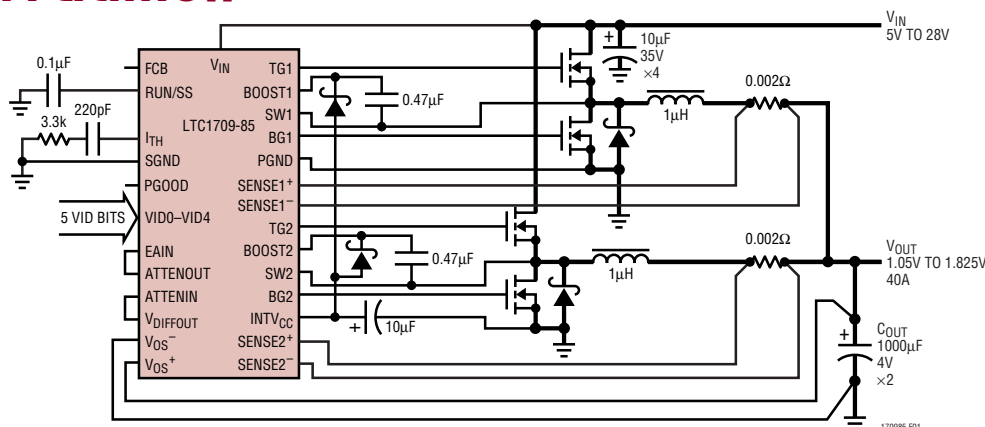 V_IN
5V TO 28V
10µF
35V
×4
+
0.1µF
220pF
3.3k
5 VID BITS
FCB
RUN/SS
I_TH
SGND
PGOOD
VID0–VID4
EAIN
ATTENOUT
ATTENIN
V_DIFFOUT
V_OS−
V_OS+
V_IN
LTC1709-85
TG1
BOOST1
SW1
BG1
PGND
SENSE1+
SENSE1−
TG2
BOOST2
SW2
BG2
INTV_CC
SENSE2+
SENSE2−
0.47µF
0.47µF
+
10µF
1µH
0.002Ω
1µH
0.002Ω
V_OUT
1.05V TO 1.825V
40A
+
C_OUT
1000µF
4V
×2
170985 F01